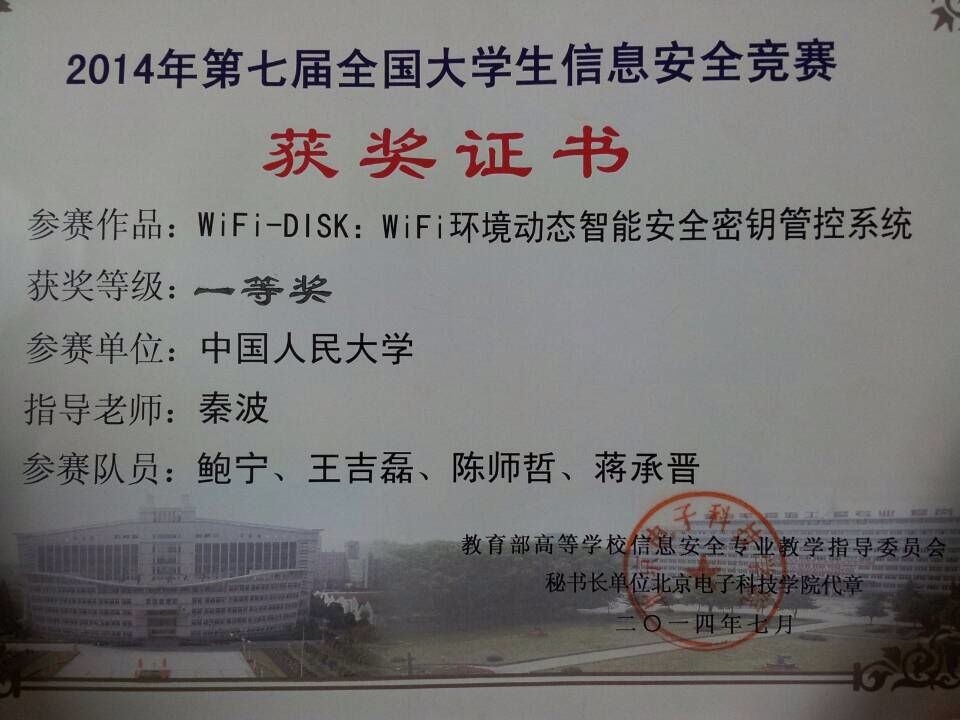 2014年第七届全国大学生信息安全竞赛
获奖证书
参赛作品：WiFi-DISK：WiFi环境动态智能安全密钥管控系统
获奖等级：一等奖
参赛单位：中国人民大学
指导老师：秦波
参赛队员：鲍宁、王吉磊、陈师哲、蒋承晋
教育部高等学校信息安全专业教学指导委员会
秘书长单位北京电子科技学院代章
二〇一四年七月